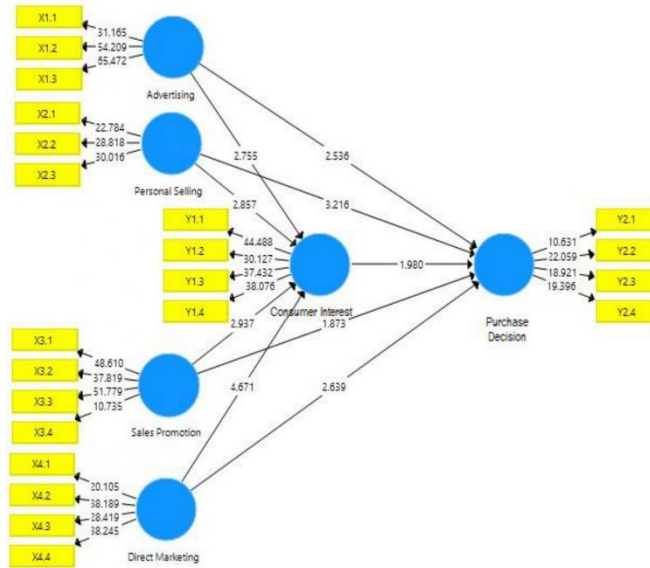 X1.1
31.165
X1.2
54.209
X1.3
65.472
Advertising
X2.1
22.784
X2.2
28.818
X2.3
30.016
Personal Selling
2.755
2.536
2.857
3.216
Y1.1
44.488
Y1.2
30.127
Y1.3
37.432
Y1.4
38.076
Consumer Interest
1.980
Y2.1
10.631
Y2.2
22.059
Y2.3
18.921
Y2.4
19.396
Purchase
Decision
2.937
1.873
X3.1
48.610
X3.2
37.819
X3.3
51.779
X3.4
10.735
Sales Promotion
4.671
2.639
X4.1
20.105
X4.2
38.189
X4.3
28.419
X4.4
38.245
Direct Marketing